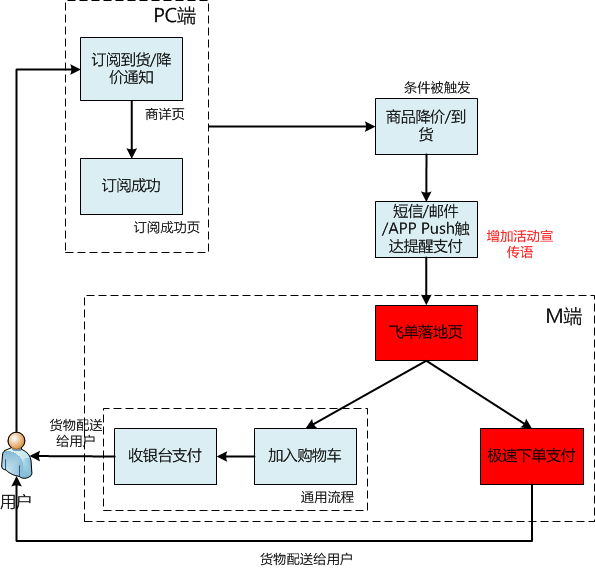 PC端
订阅到货/降
价通知
商详页
订阅成功
订阅成功页
条件被触发
商品降价/到
货
短信/邮件
/APP Push触
达提醒支付
增加活动宣
传语
M端
飞单落地页
货物配送
给用户
收银台支付
加入购物车
通用流程
极速下单支付
用户
货物配送给用户